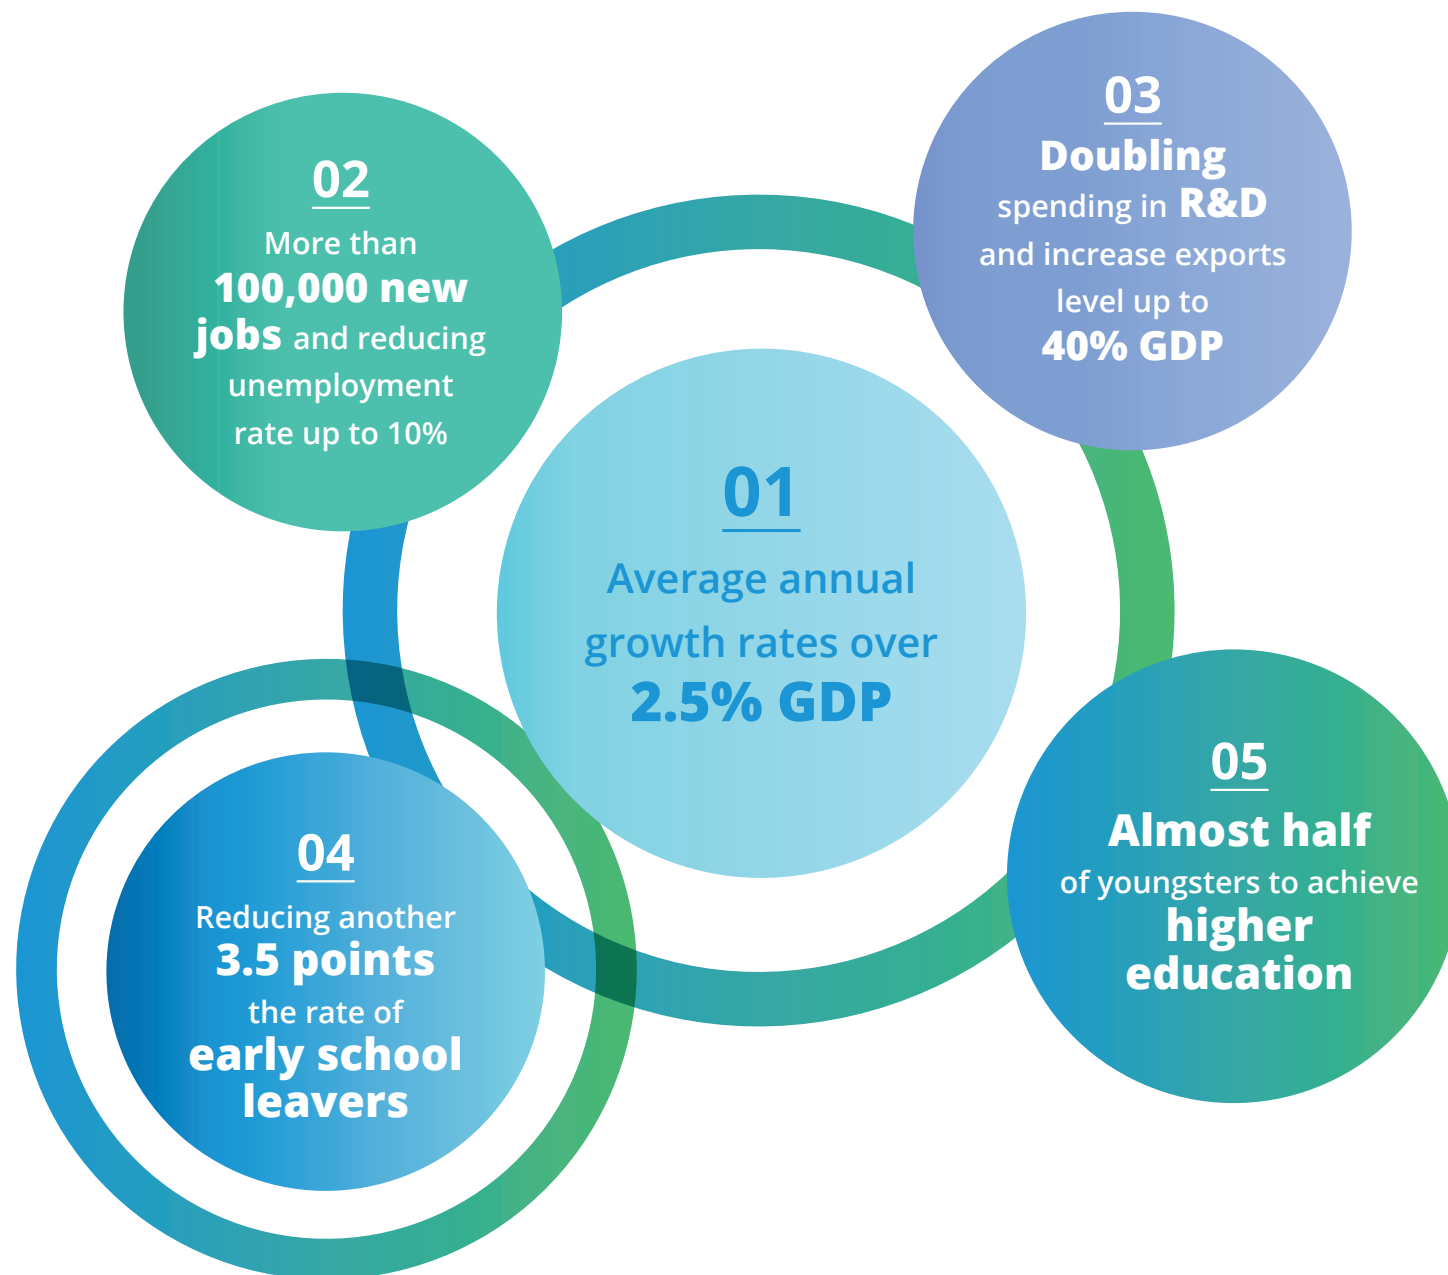 01
Average annual
growth rates over
2.5% GDP
02
More than
100,000 new
jobs and reducing
unemployment
rate up to 10%
03
Doubling
spending in R&D
and increase exports
level up to
40% GDP
04
Reducing another
3.5 points
the rate of
early school
leavers
05
Almost half
of youngsters to achieve
higher
education